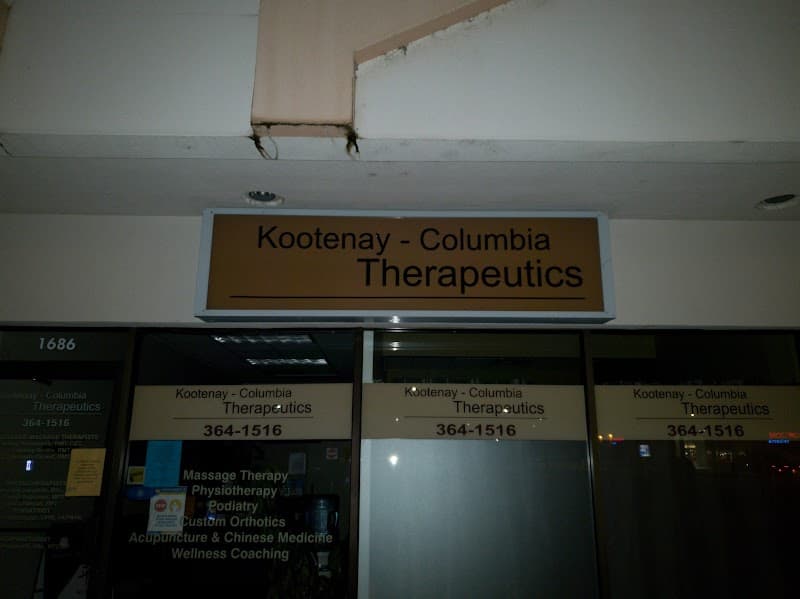 Kootenay - Columbia
Therapeutics
1686
Kootenay - Columbia
Therapeutics
364-1516
Kootenay - Columbia
Therapeutics
364-1516
Massage Therapy
Physiotherapy
Podiatry
Custom Orthotics
Acupuncture & Chinese Medicine
Wellness Coaching
Kootenay - Columbia
Therapeutics
364-1516
Kootenay - Columbia
Therapeutics
364-1516